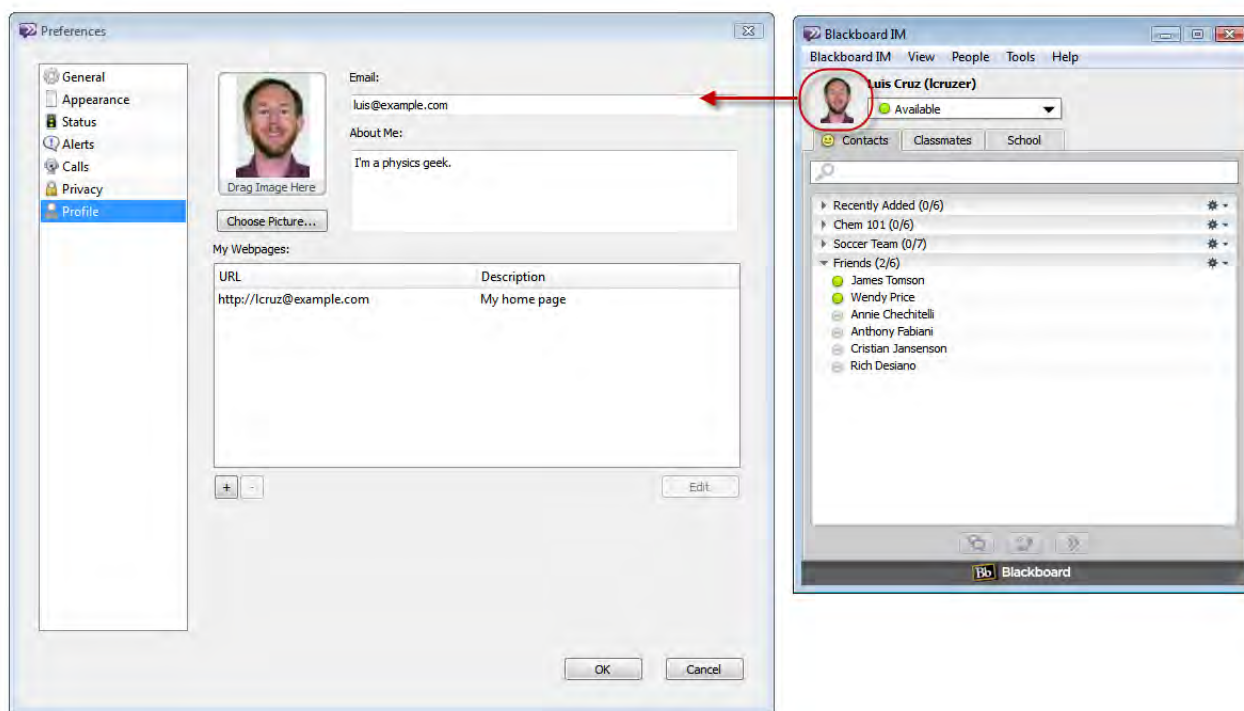 Preferences
General
Appearance
Status
Alerts
Calls
Privacy
Profile
Drag Image Here
Choose Picture...
Email:
luis@example.com
About Me:
I'm a physics geek.
My Webpages:
URL Description
http://lcruz@example.com My home page
+ -
Edit
OK Cancel
Blackboard IM
Blackboard IM View People Tools Help
Luis Cruz (lcruzer)
Available
Contacts Classmates School
Recently Added (0/6)
Chem 101 (0/6)
Soccer Team (0/7)
Friends (2/6)
James Tomson
Wendy Price
Annie Chechitelli
Anthony Fabiani
Cristian Jansenson
Rich Desiano
Bb Blackboard